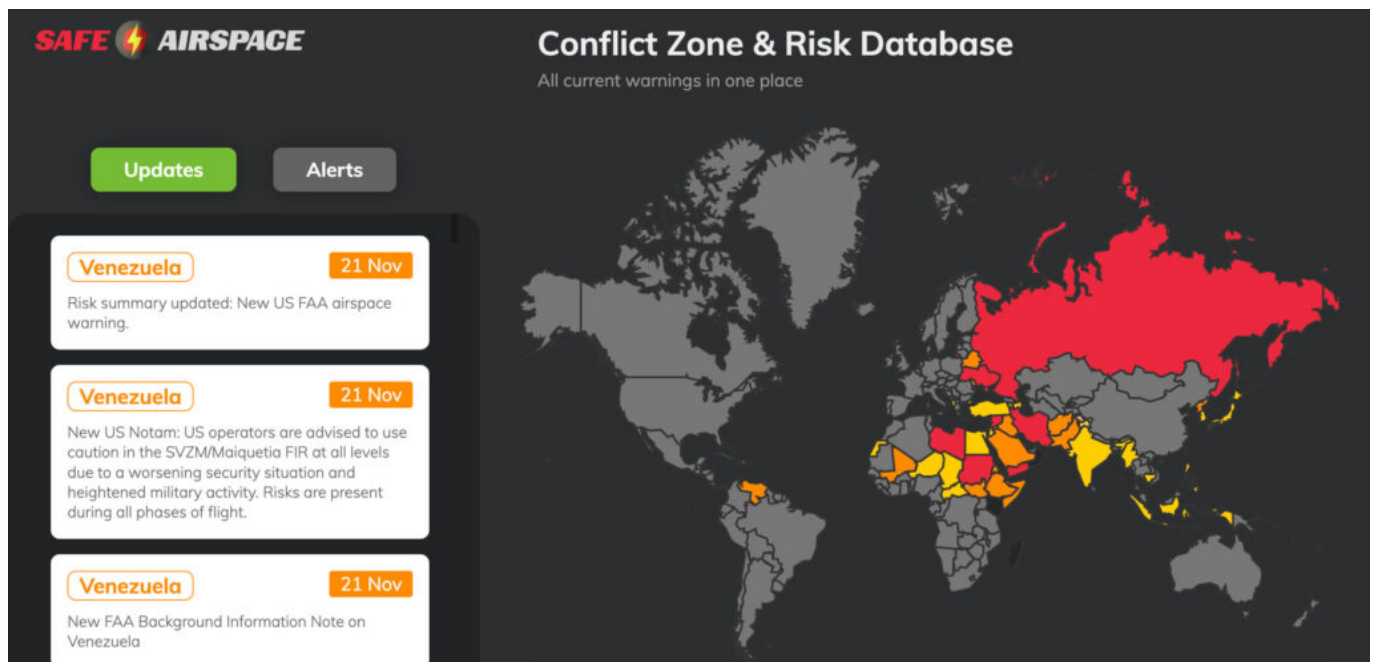 SAFE AIRSPACE
Conflict Zone & Risk Database
All current warnings in one place
Updates
Alerts
Venezuela
21 Nov
Risk summary updated: New US FAA airspace
warning.
Venezuela
21 Nov
New US Notam: US operators are advised to use
caution in the SVZM/Maiquetia FIR at all levels
due to a worsening security situation and
heightened military activity. Risks are present
during all phases of flight.
Venezuela
21 Nov
New FAA Background Information Note on
Venezuela